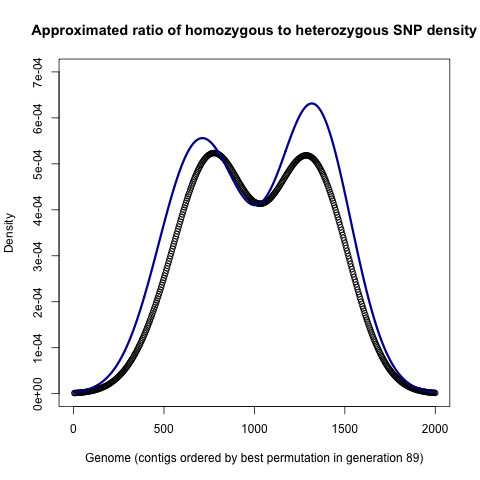 Approximated ratio of homozygous to heterozygous SNP density
7e-04
6e-04
5e-04
4e-04
3e-04
2e-04
1e-04
0e+00
Density
0 500 1000 1500 2000
Genome (contigs ordered by best permutation in generation 89)